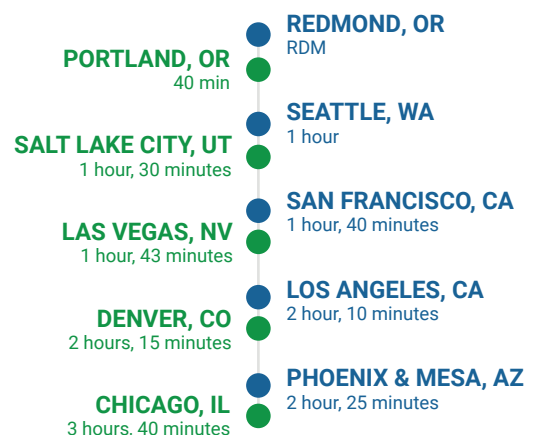 REDMOND, OR
RDM
PORTLAND, OR
40 min
SEATTLE, WA
1 hour
SALT LAKE CITY, UT
1 hour, 30 minutes
SAN FRANCISCO, CA
1 hour, 40 minutes
LAS VEGAS, NV
1 hour, 43 minutes
LOS ANGELES, CA
2 hour, 10 minutes
DENVER, CO
2 hours, 15 minutes
PHOENIX & MESA, AZ
2 hour, 25 minutes
CHICAGO, IL
3 hours, 40 minutes